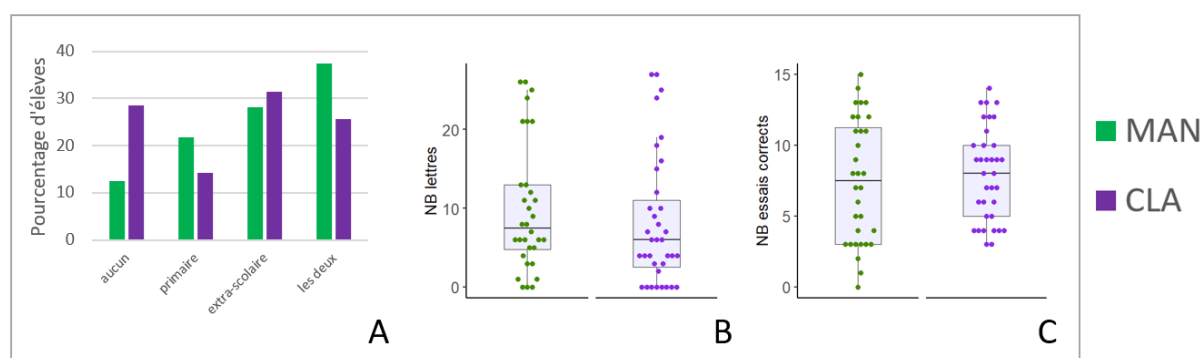 Pourcentage d'élèves
40
30
20
10
0
aucun
primaire
extra-scolaire
les deux
A
NB lettres
20
10
0
B
NB essais corrects
15
10
5
0
C
MAN
CLA